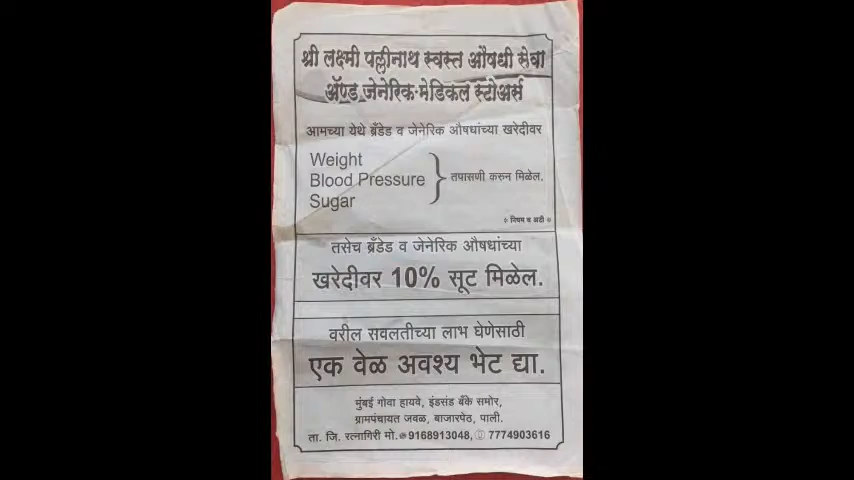 श्री लक्ष्मी पल्लीनाथ स्वस्त औषधी सेवा
ॲण्ड जेनेरिक मेडिकल स्टोअर्स
आमच्या येथे ब्रँडेड व जेनेरिक औषधांच्या खरेदीवर
Weight
Blood Pressure } तपासणी करुन मिळेल.
Sugar
* नियम व अटी *
तसेच ब्रँडेड व जेनेरिक औषधांच्या
खरेदीवर 10% सूट मिळेल.
वरील सवलतीच्या लाभ घेणेसाठी
एक वेळ अवश्य भेट द्या.
मुंबई गोवा हायवे, इंडसंड बँके समोर,
ग्रामपंचायत जवळ, बाजारपेठ, पाली.
ता. जि. रत्नागिरी मो. 9168913048, 7774903616